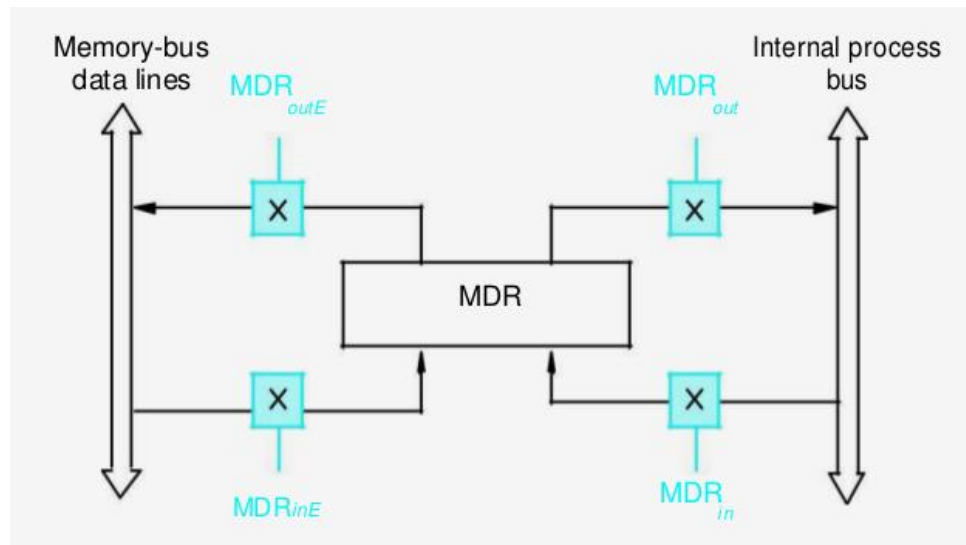 Memory-bus
data lines
Internal process
bus
MDR outE
MDR out
X
X
MDR
X
X
MDRinE
MDR in